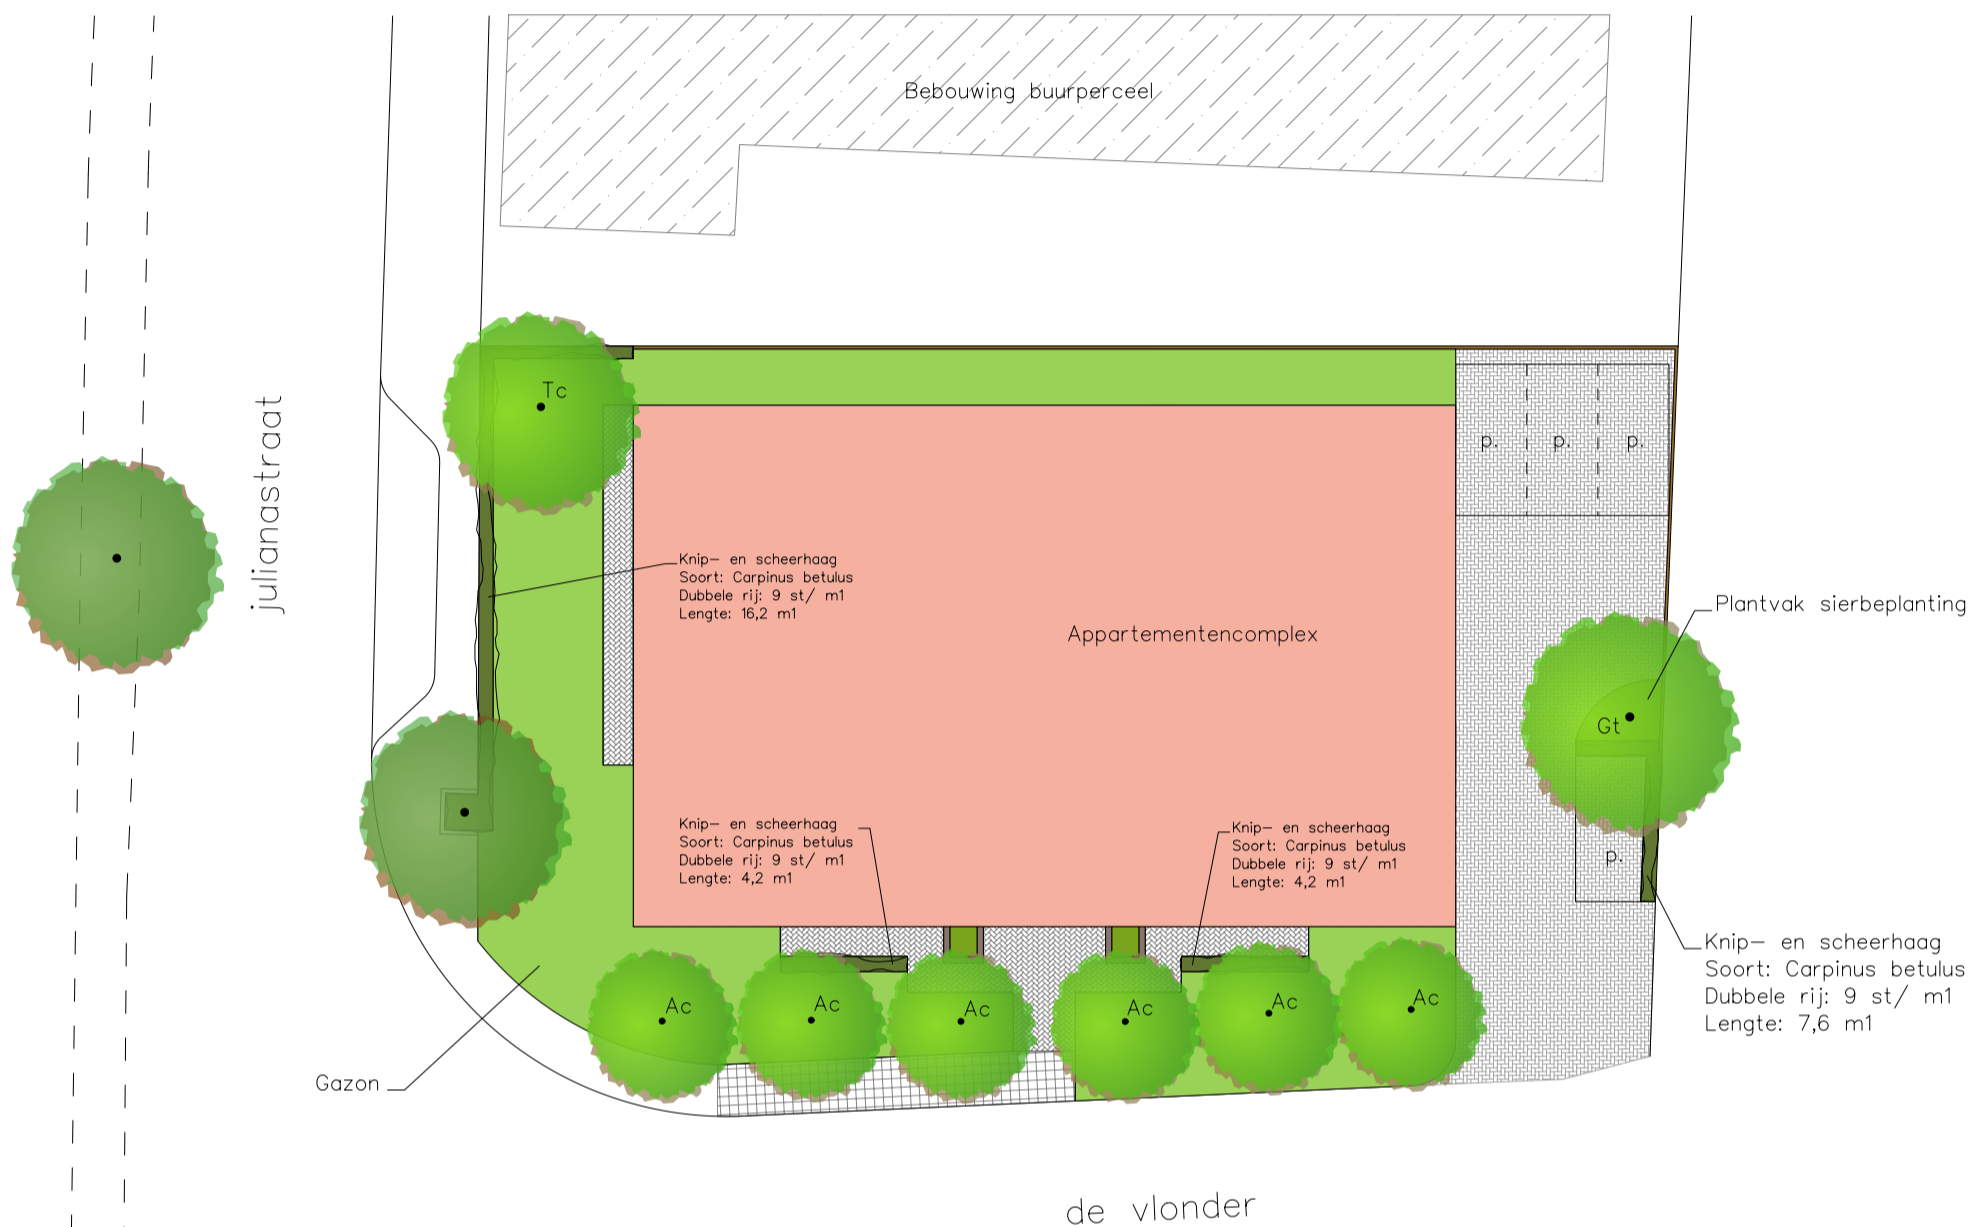 Bebouwing buurperceel
Tc
julianastraat
p.
p.
p.
Knip- en scheerhaag
Soort: Carpinus betulus
Dubbele rij: 9 st/ m1
Lengte: 16,2 m1
Appartementencomplex
Plantvak sierbeplanting
Gt
Knip- en scheerhaag
Soort: Carpinus betulus
Dubbele rij: 9 st/ m1
Lengte: 4,2 m1
Knip- en scheerhaag
Soort: Carpinus betulus
Dubbele rij: 9 st/ m1
Lengte: 4,2 m1
p.
Knip- en scheerhaag
Soort: Carpinus betulus
Dubbele rij: 9 st/ m1
Lengte: 7,6 m1
Ac
Ac
Ac
Ac
Ac
Ac
Gazon
de vlonder